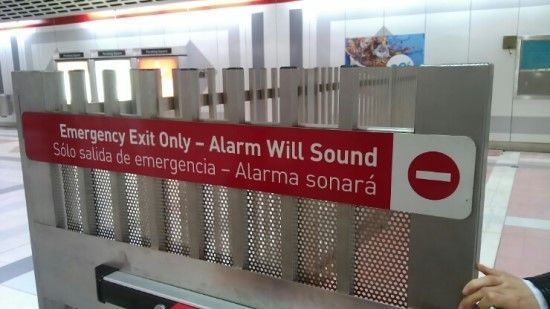 Emergency Exit Only – Alarm Will Sound
Sólo salida de emergencia – Alarma sonará